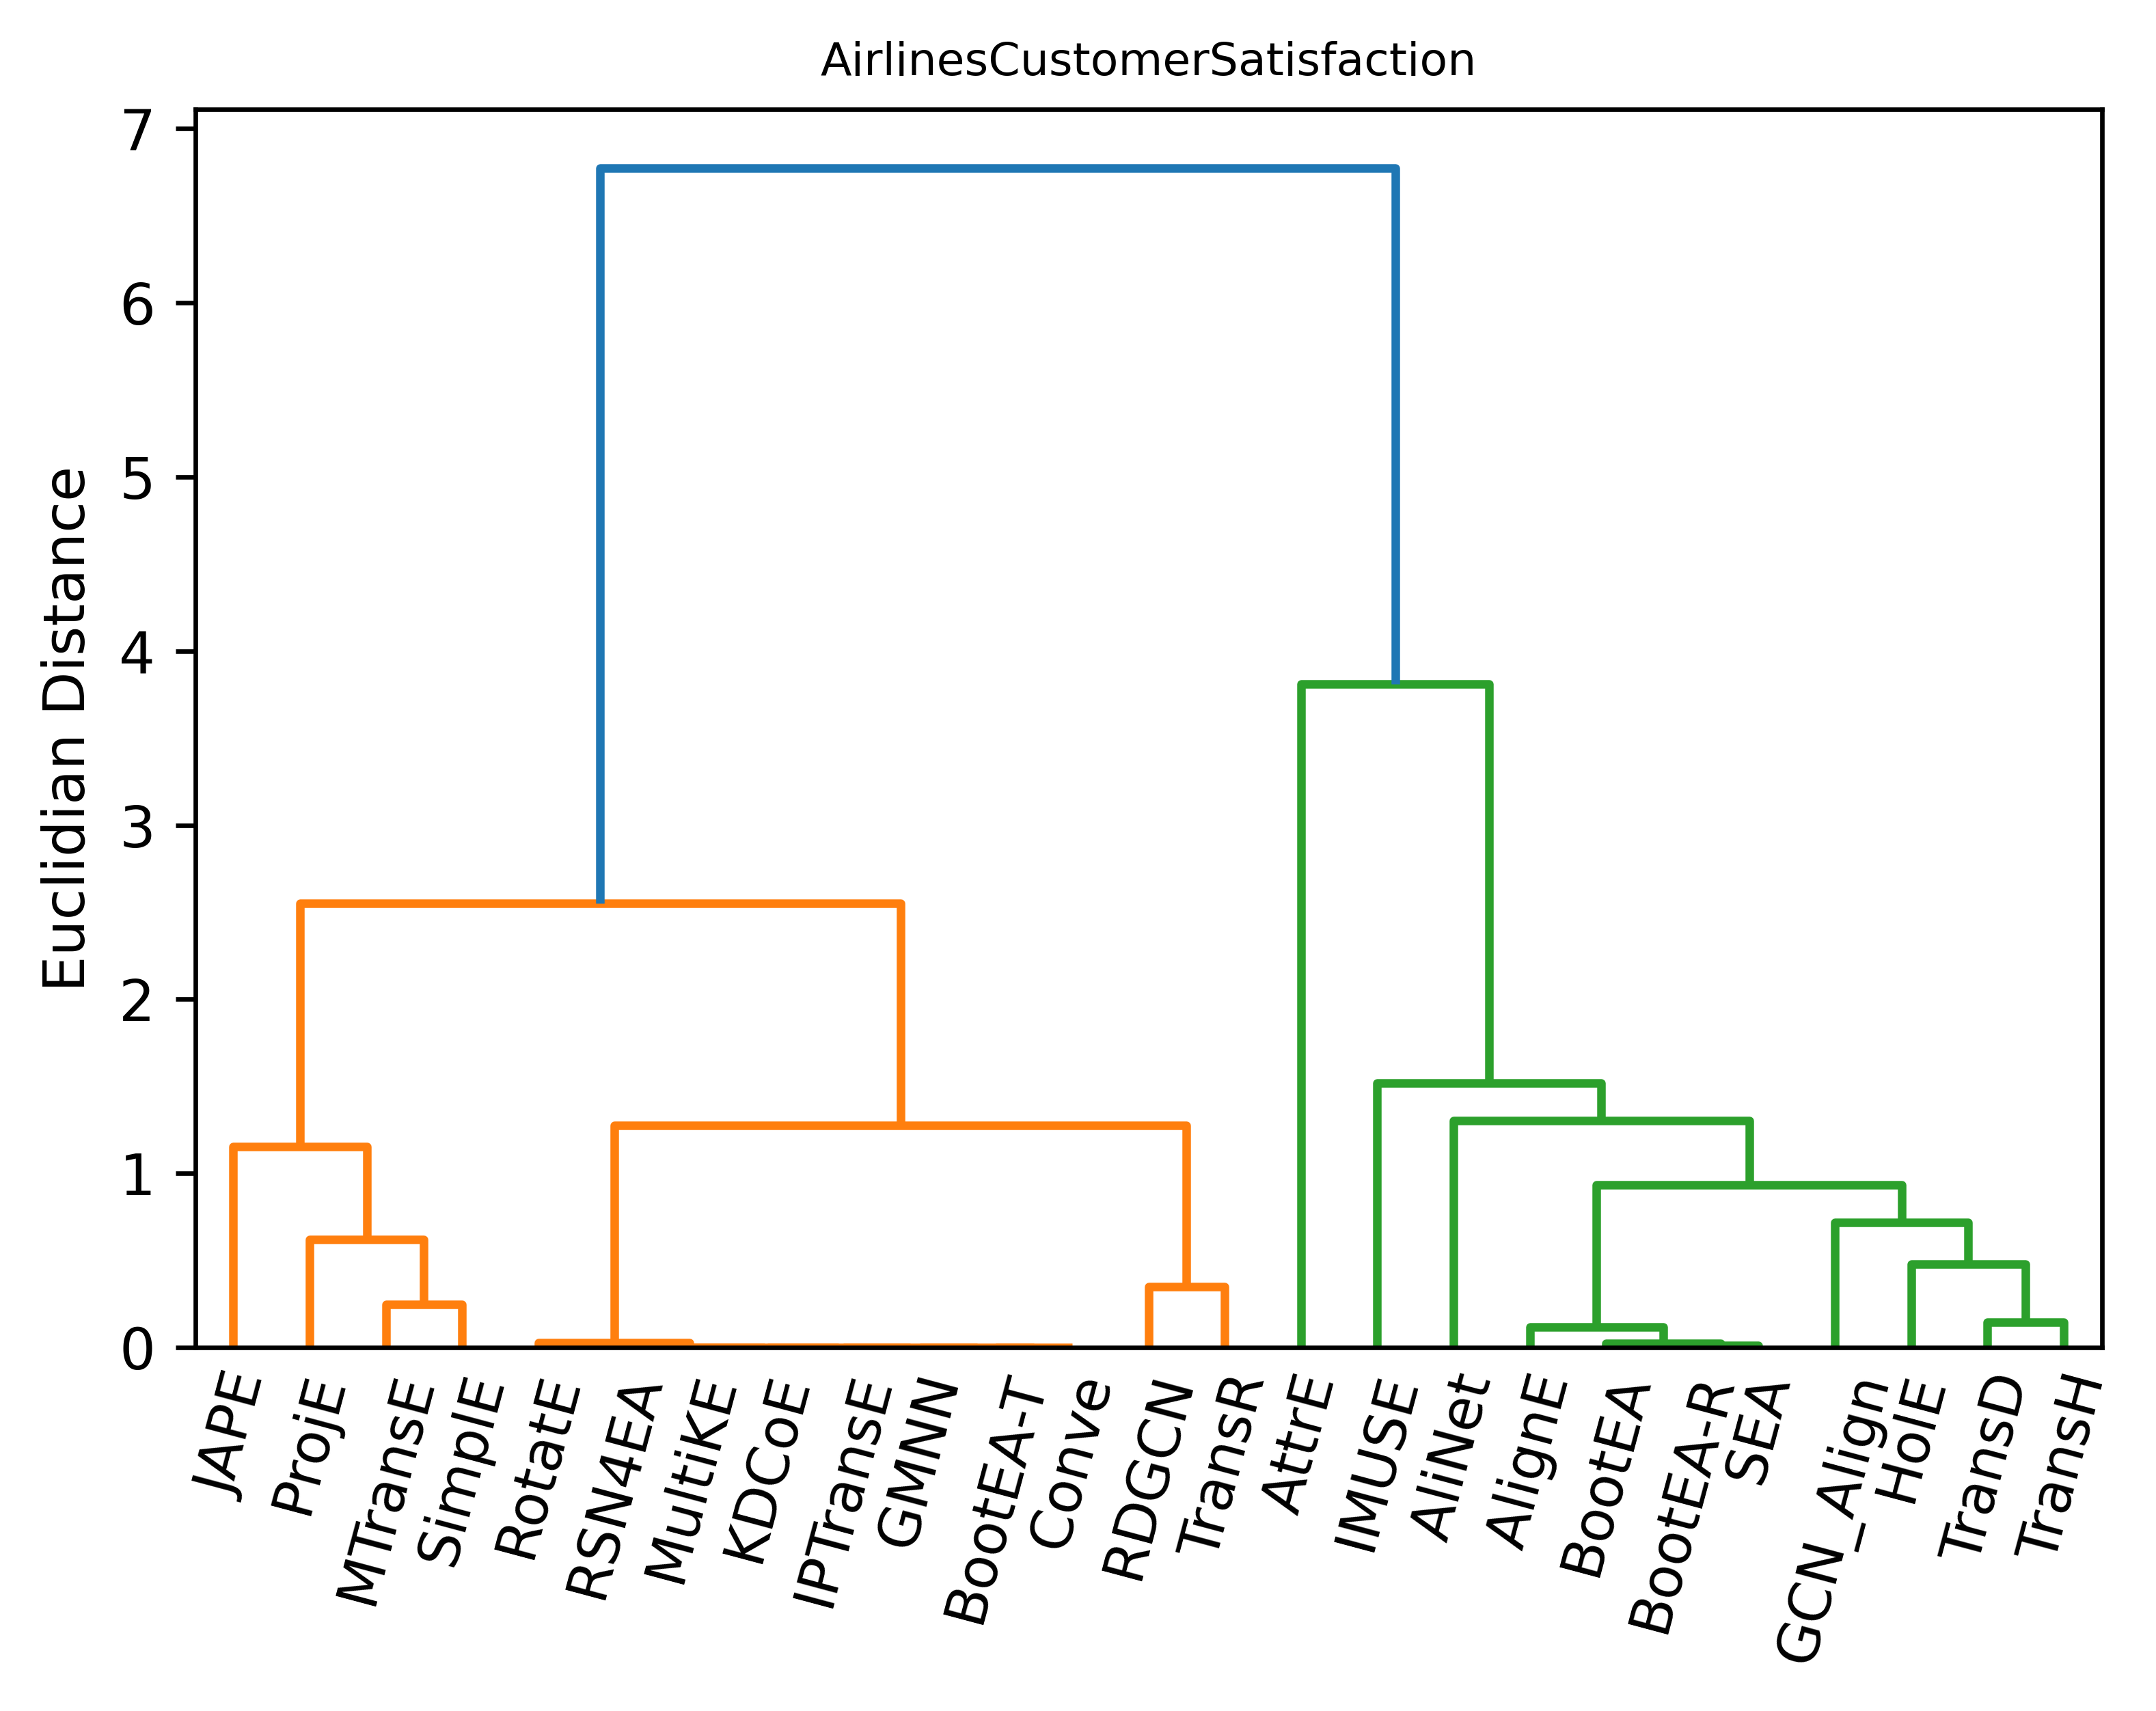 AirlinesCustomerSatisfaction
Euclidian Distance
7
6
5
4
3
2
1
0
JAPE
ProjE
MTransE
SimplE
RotatE
RSN4EA
MultiKE
KDCoE
IPTransE
GMNN
BootEA-T
Conve
RDGCN
TransR
AttrE
IMUSE
AliNet
AlignE
BootEA
BootEA-R
SEA
GCN_Align
HolE
TransD
TransH